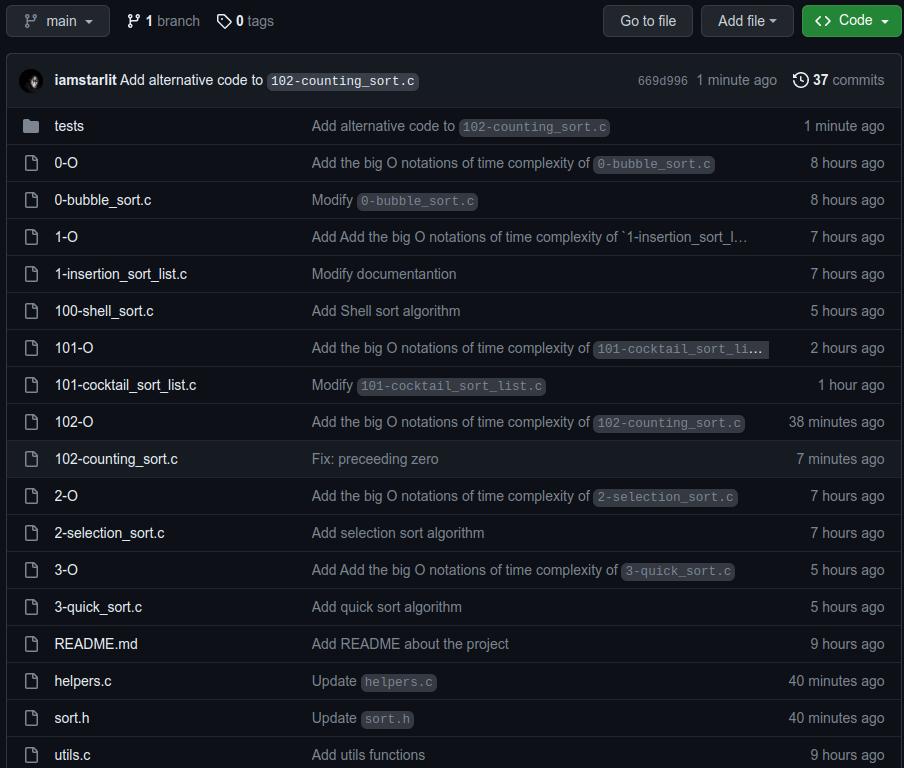 main 1 branch 0 tags Go to file Add file Code
iamstarlit Add alternative code to 102-counting_sort.c 669d996 1 minute ago 37 commits
tests Add alternative code to 102-counting_sort.c 1 minute ago
0-O Add the big O notations of time complexity of 0-bubble_sort.c 8 hours ago
0-bubble_sort.c Modify 0-bubble_sort.c 8 hours ago
1-O Add Add the big O notations of time complexity of `1-insertion_sort_l… 7 hours ago
1-insertion_sort_list.c Modify documentantion 7 hours ago
100-shell_sort.c Add Shell sort algorithm 5 hours ago
101-O Add the big O notations of time complexity of 101-cocktail_sort_li… 2 hours ago
101-cocktail_sort_list.c Modify 101-cocktail_sort_list.c 1 hour ago
102-O Add the big O notations of time complexity of 102-counting_sort.c 38 minutes ago
102-counting_sort.c Fix: preceeding zero 7 minutes ago
2-O Add the big O notations of time complexity of 2-selection_sort.c 7 hours ago
2-selection_sort.c Add selection sort algorithm 7 hours ago
3-O Add Add the big O notations of time complexity of 3-quick_sort.c 5 hours ago
3-quick_sort.c Add quick sort algorithm 5 hours ago
README.md Add README about the project 9 hours ago
helpers.c Update helpers.c 40 minutes ago
sort.h Update sort.h 40 minutes ago
utils.c Add utils functions 9 hours ago